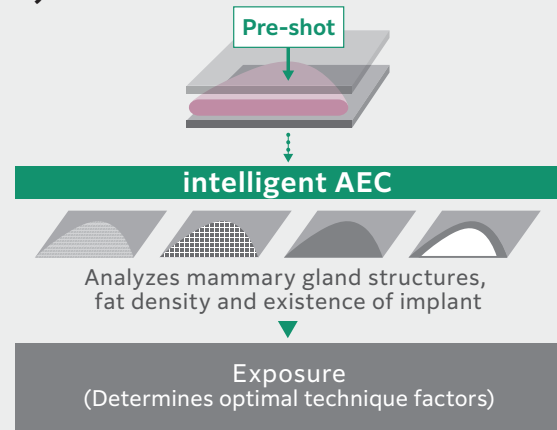 Pre-shot
intelligent AEC
Analyzes mammary gland structures,
fat density and existence of implant
Exposure
(Determines optimal technique factors)